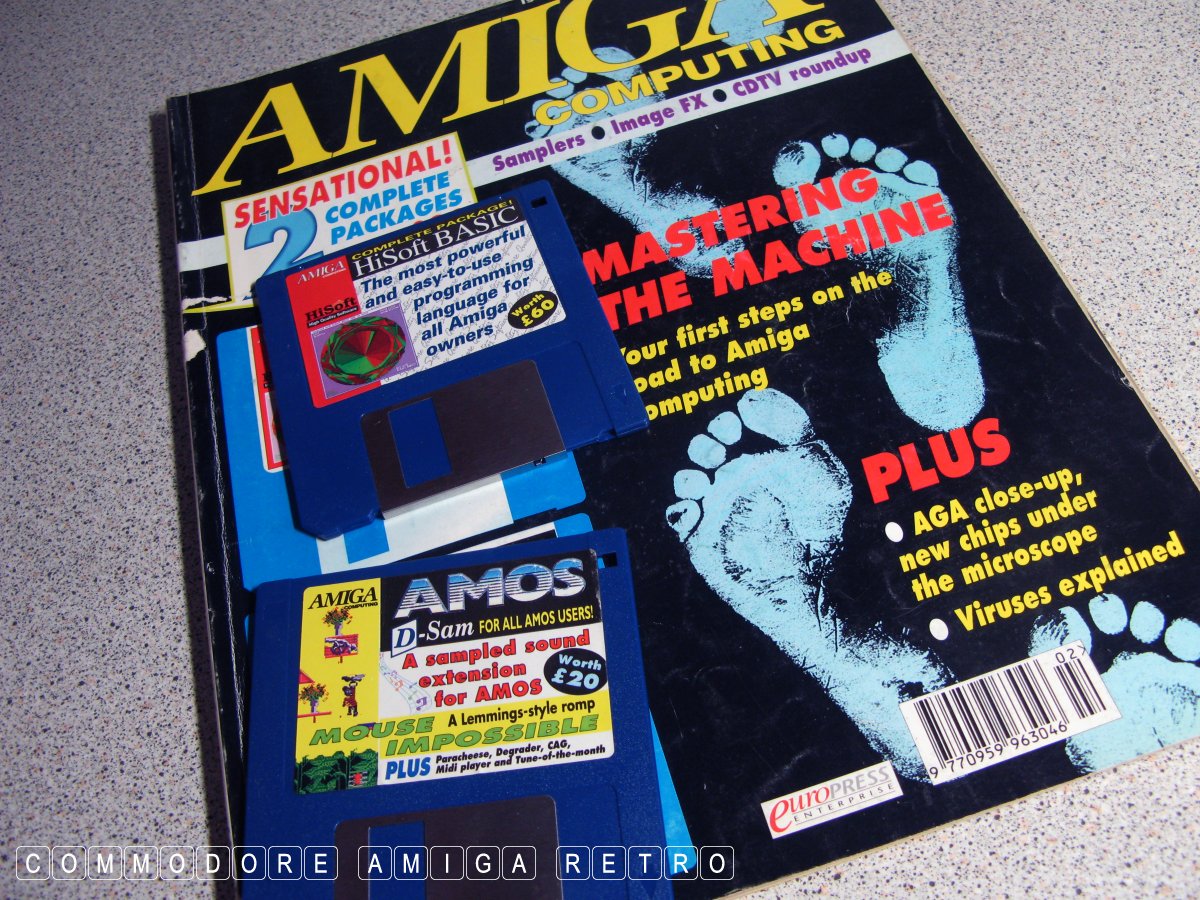 AMIGA
COMPUTING
Samplers • Image FX • CDTV roundup
SENSATIONAL!
2 COMPLETE
PACKAGES
MASTERING
THE MACHINE
Your first steps on the
road to Amiga
computing
PLUS
• AGA close-up,
new chips under
the microscope
• Viruses explained
02>
9 770959 963046
euroPRESS
ENTERPRISE
AMIGA
COMPUTING
COMPLETE PACKAGE!
HiSoft BASIC
The most powerful
and easy-to-use
programming
language for
all Amiga
owners
Worth
£60
HiSoft
High Quality Software
AMIGA
COMPUTING
AMOS
D-Sam FOR ALL AMOS USERS!
A sampled sound
extension
for AMOS
Worth
£20
A Lemmings-style romp
MOUSE
IMPOSSIBLE
PLUS Paracheese, Degrader, CAG,
Midi player and Tune-of-the-month
COMMODORE AMIGA RETRO